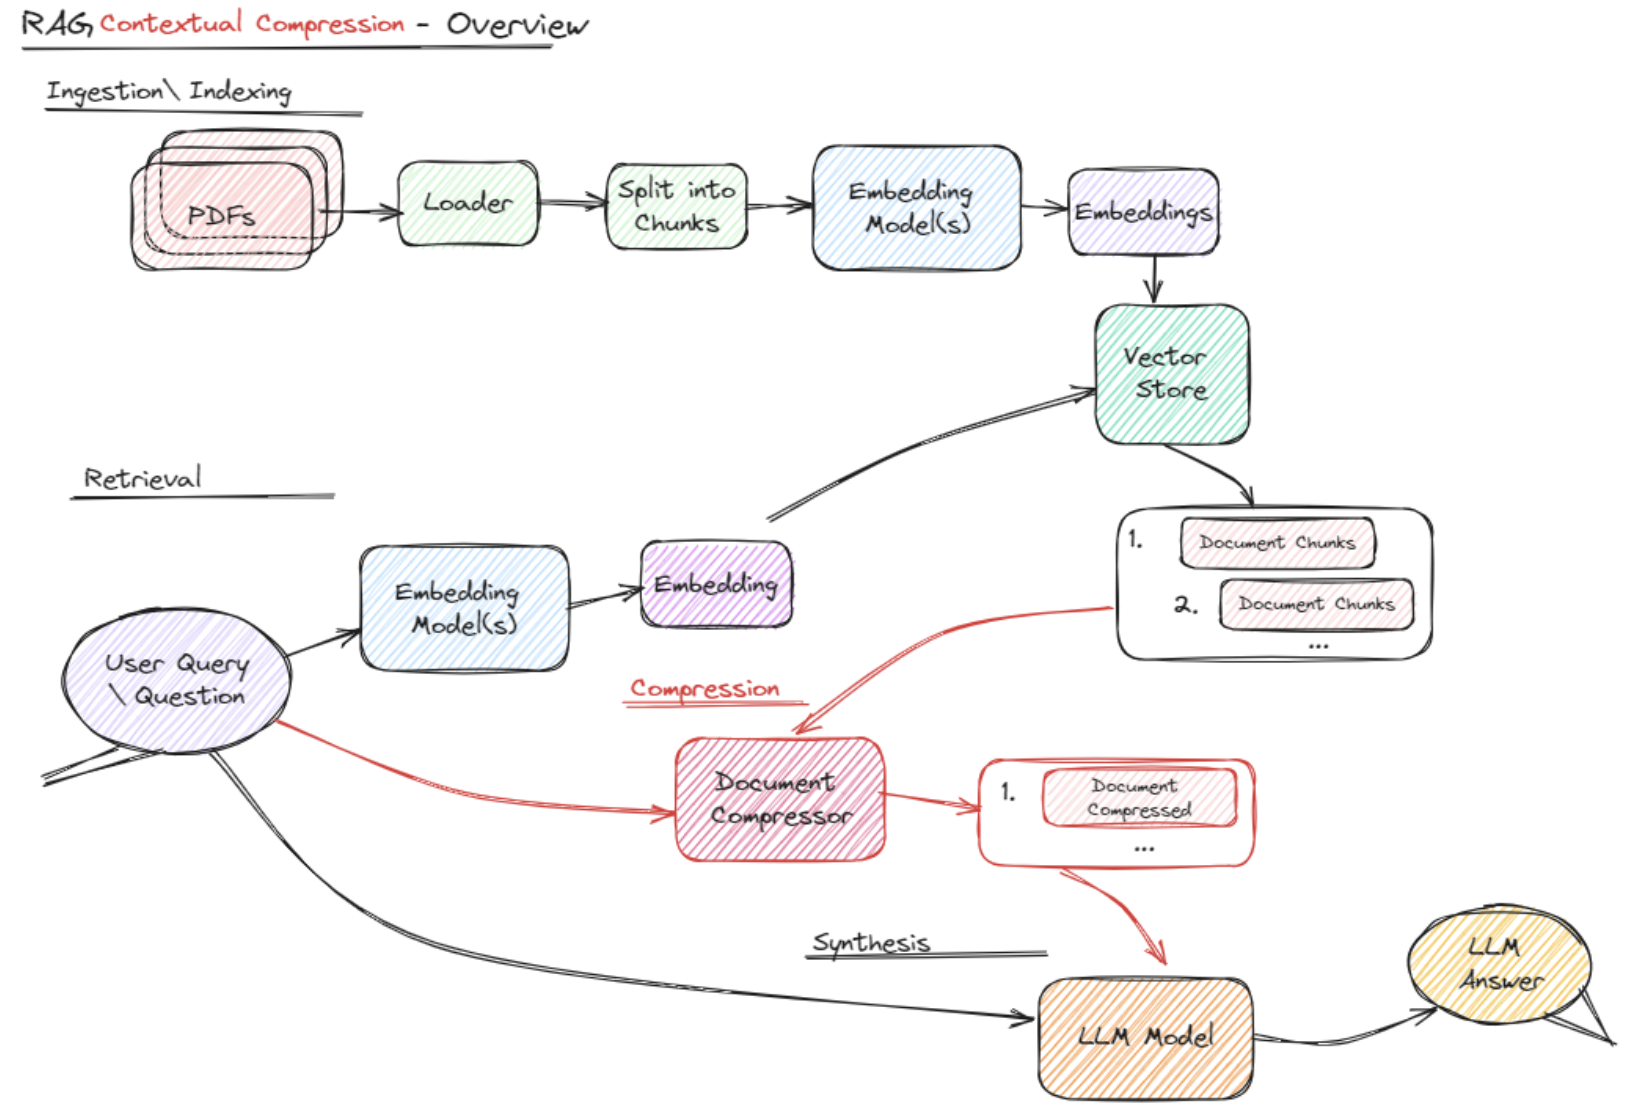 RAG, Contextual Compression - Overview
Ingestion\ Indexing
PDFs
Loader
Split into
Chunks
Embedding
Model(s)
Embeddings
Vector
Store
Retrieval
1. Document Chunks
2. Document Chunks
...
Embedding
Model(s)
Embedding
User Query
\ Question
Compression
Document
Compressor
1. Document
Compressed
...
Synthesis
LLM Model
LLM
Answer